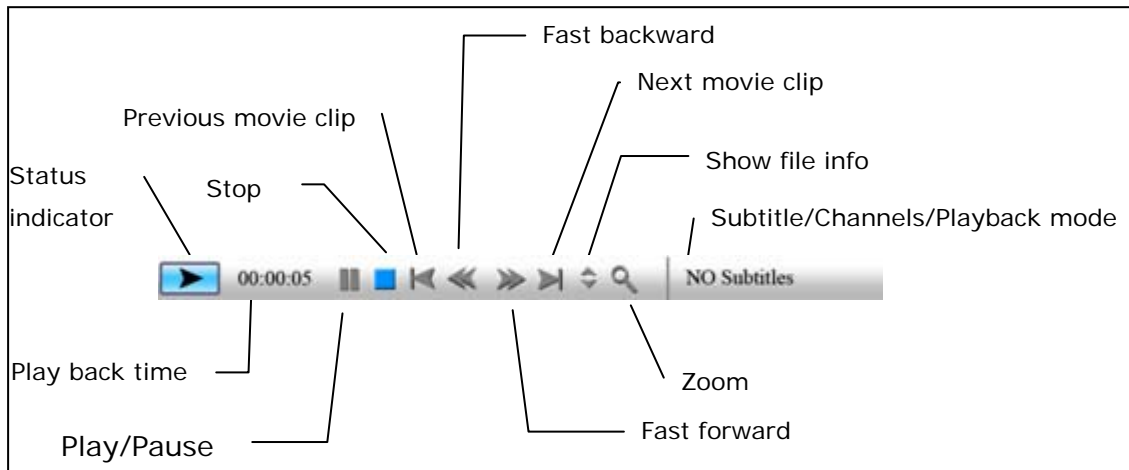 Fast backward
Next movie clip
Previous movie clip
Show file info
Status
indicator
Stop
Subtitle/Channels/Playback mode
00:00:05
NO Subtitles
Play back time
Zoom
Fast forward
Play/Pause